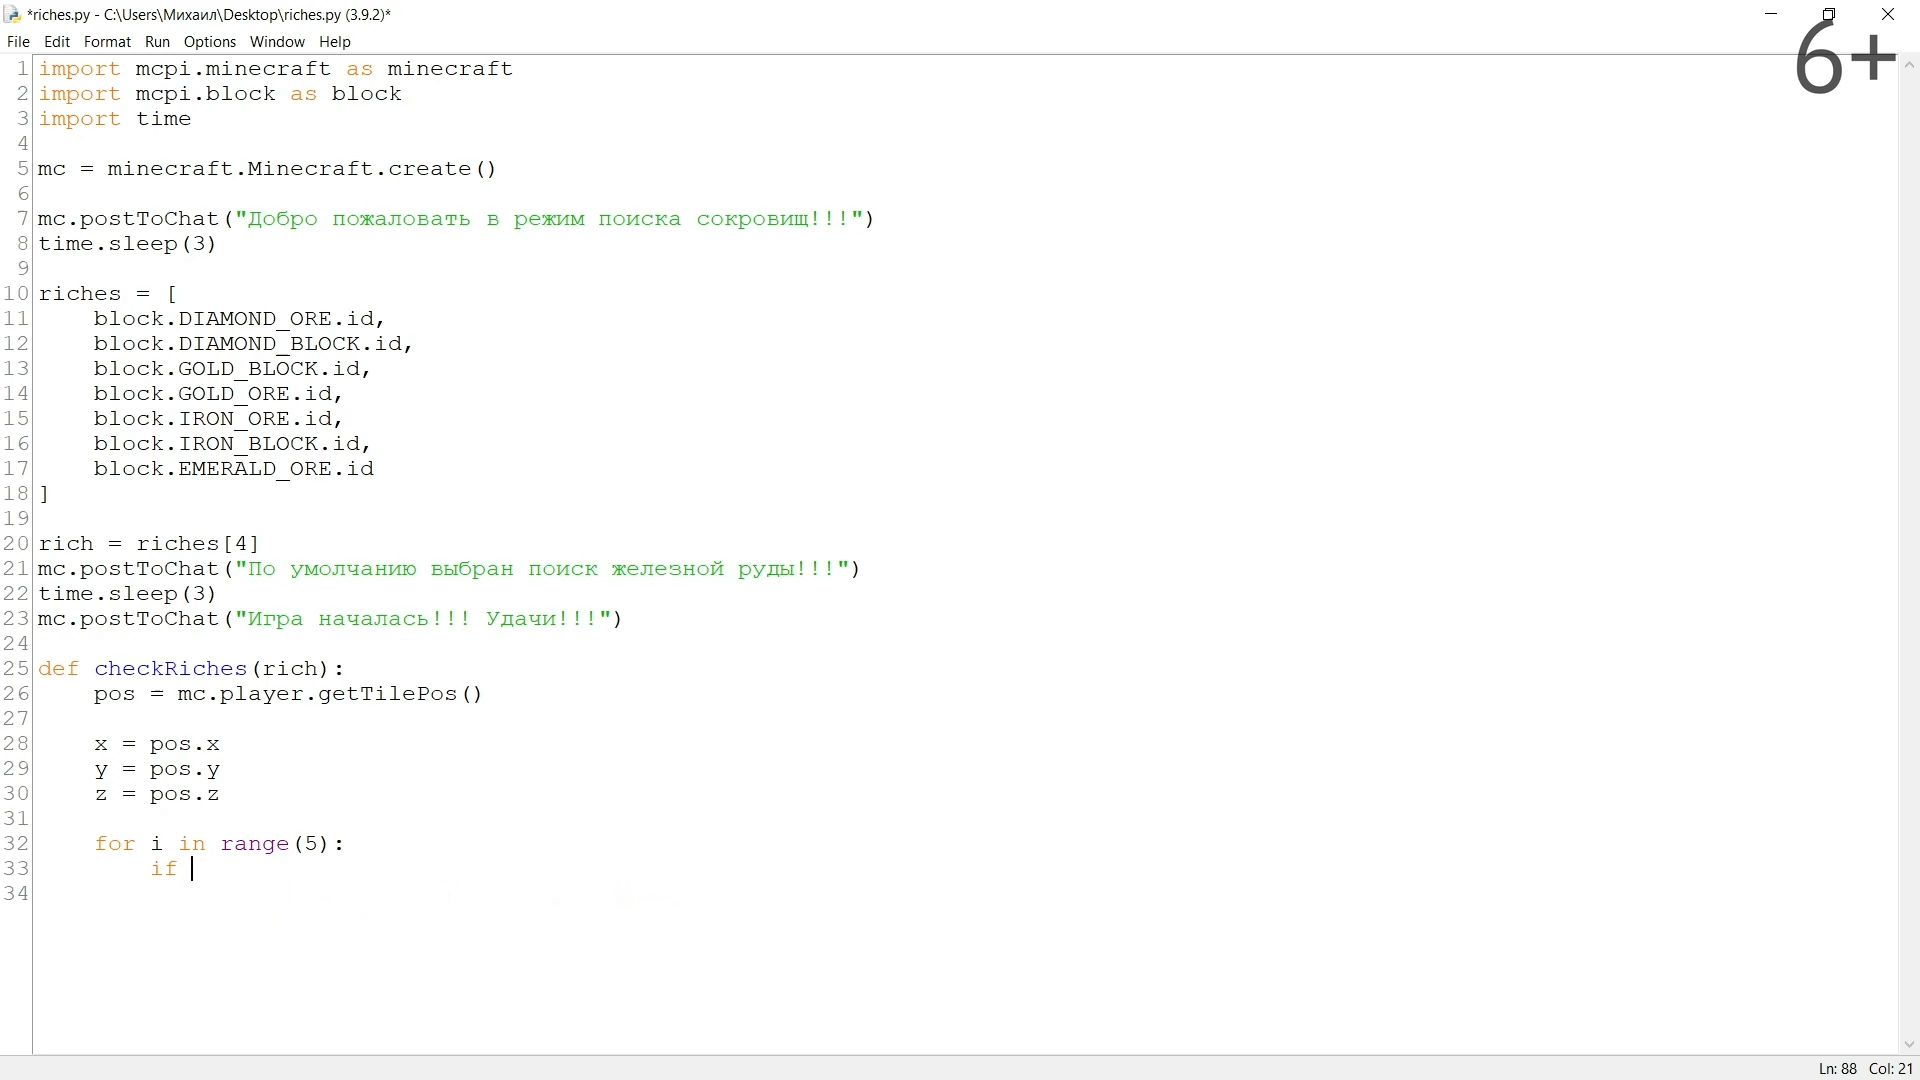 *riches.py - C:\Users\Михаил\Desktop\riches.py (3.9.2)*
File Edit Format Run Options Window Help
6+
1 import mcpi.minecraft as minecraft
2 import mcpi.block as block
3 import time
4
5 mc = minecraft.Minecraft.create()
6
7 mc.postToChat("Добро пожаловать в режим поиска сокровищ!!!")
8 time.sleep(3)
9
10 riches = [
11     block.DIAMOND_ORE.id,
12     block.DIAMOND_BLOCK.id,
13     block.GOLD_BLOCK.id,
14     block.GOLD_ORE.id,
15     block.IRON_ORE.id,
16     block.IRON_BLOCK.id,
17     block.EMERALD_ORE.id
18 ]
19
20 rich = riches[4]
21 mc.postToChat("По умолчанию выбран поиск железной руды!!!")
22 time.sleep(3)
23 mc.postToChat("Игра началась!!! Удачи!!!")
24
25 def checkRiches(rich):
26     pos = mc.player.getTilePos()
27
28     x = pos.x
29     y = pos.y
30     z = pos.z
31
32     for i in range(5):
33         if
34
Ln: 88 Col: 21